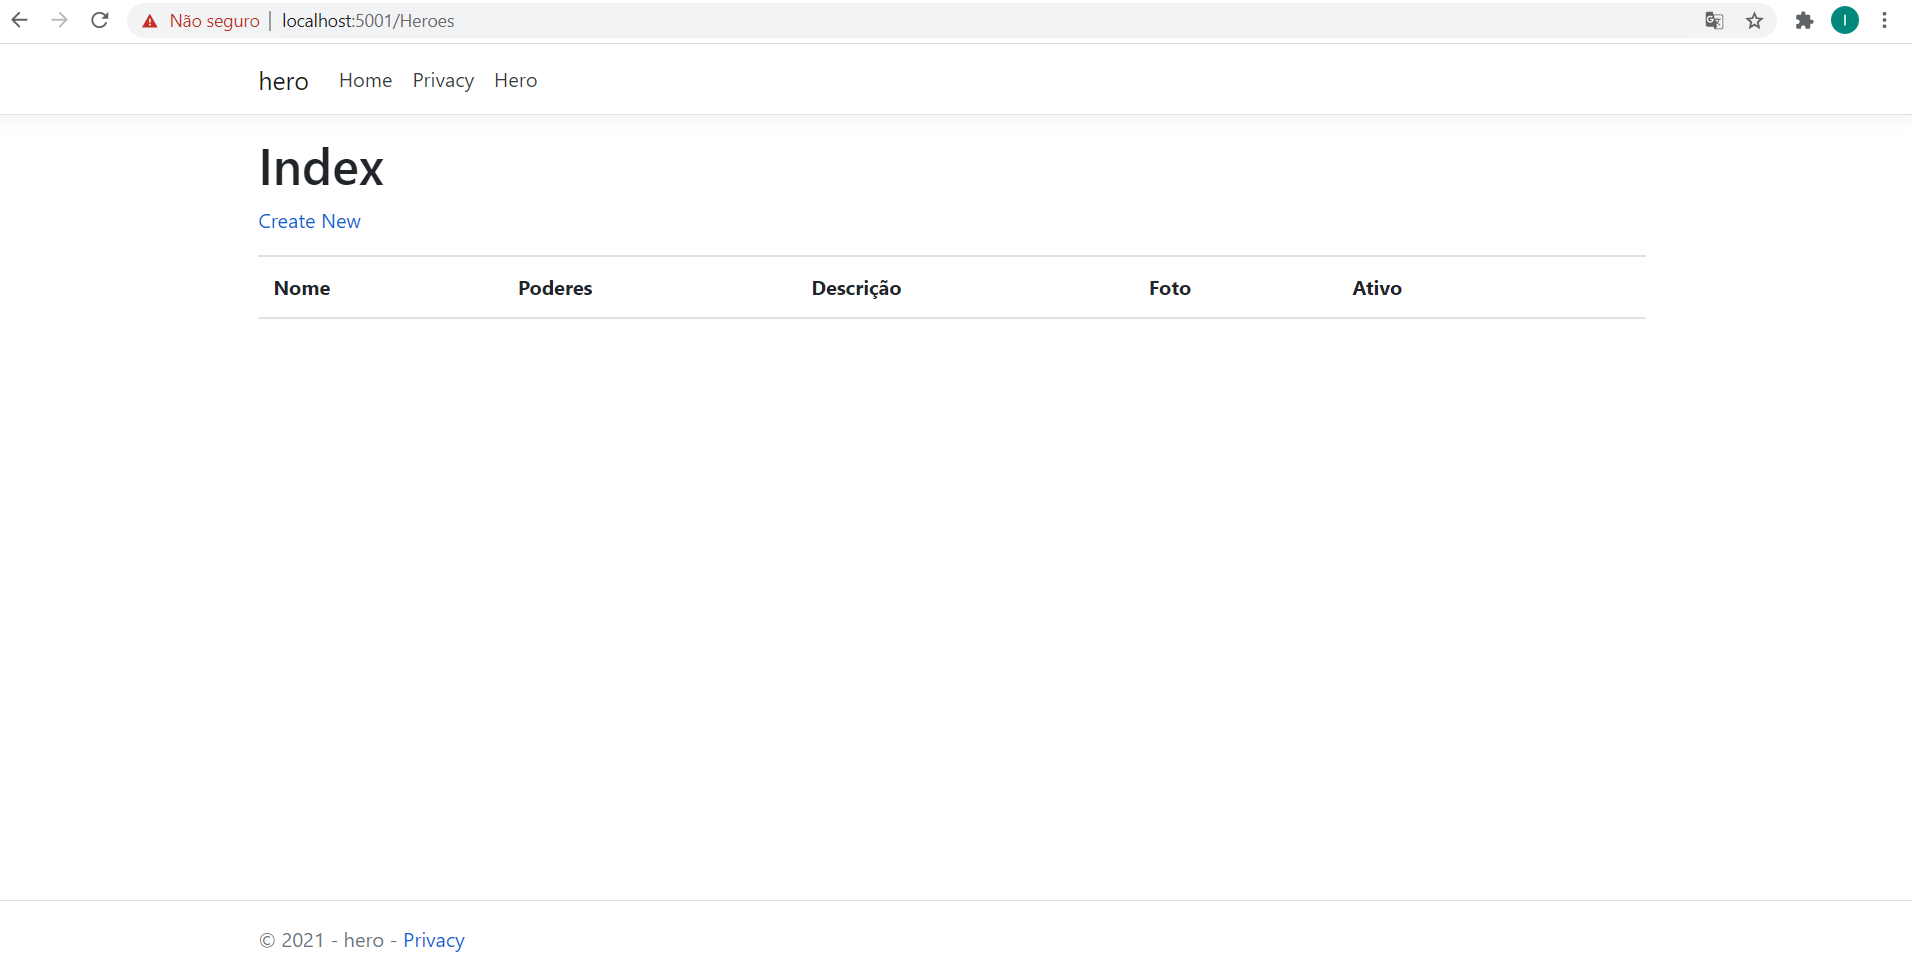 Não seguro | localhost:5001/Heroes
I
hero Home Privacy Hero
Index
Create New
Nome Poderes Descrição Foto Ativo
© 2021 - hero - Privacy